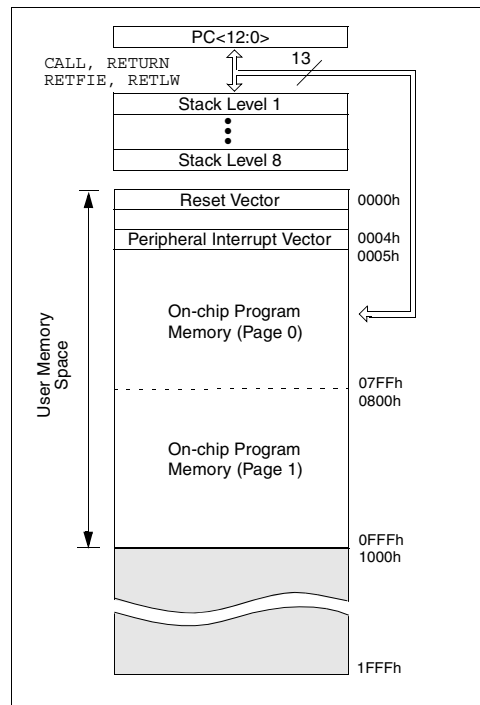 PC<12:0>
CALL, RETURN
RETFIE, RETLW
13
Stack Level 1
Stack Level 8
Reset Vector
0000h
Peripheral Interrupt Vector
0004h
0005h
On-chip Program
Memory (Page 0)
User Memory
Space
07FFh
0800h
On-chip Program
Memory (Page 1)
0FFFh
1000h
1FFFh